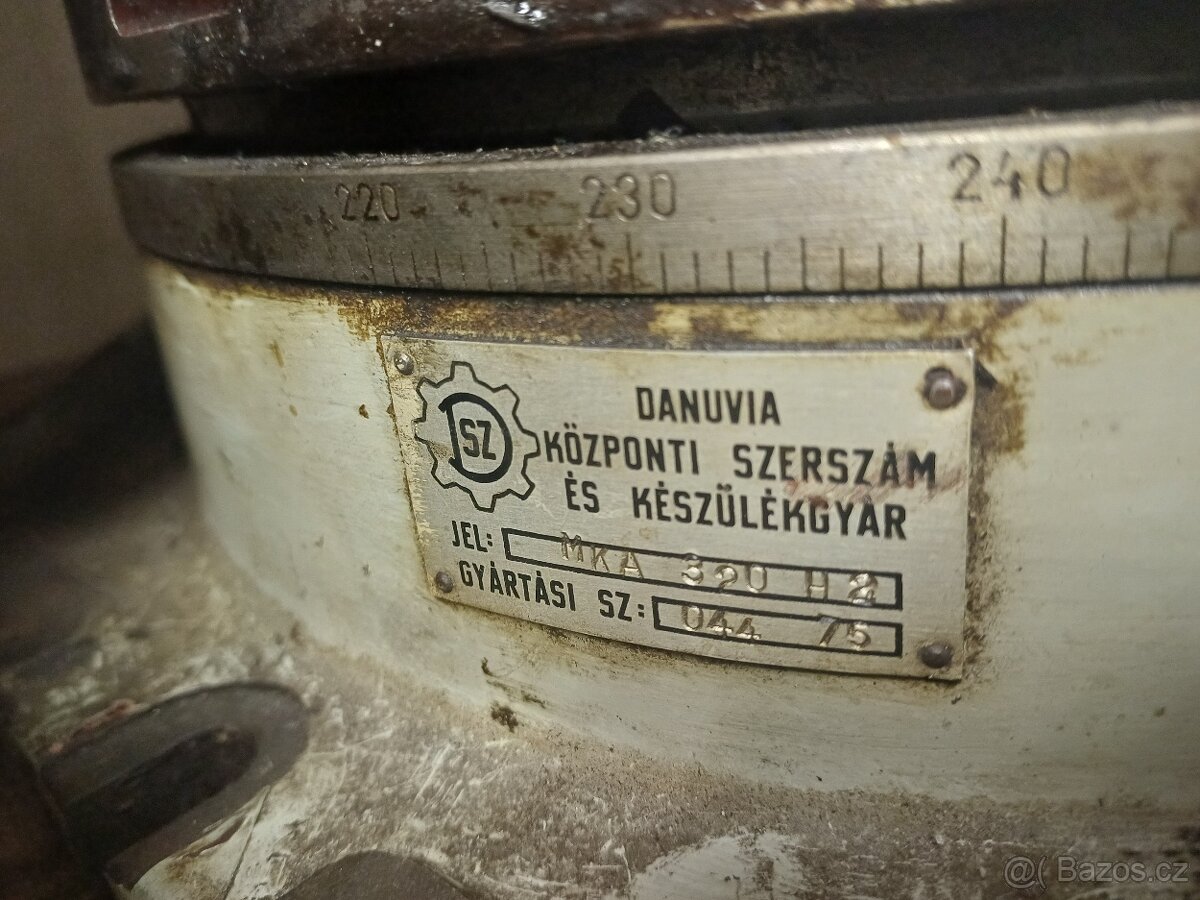 220 230 240
SZ
DANUVIA
KÖZPONTI SZERSZÁM
ÉS KÉSZÜLÉKGYÁR
JEL: MKA 320 H2
GYÁRTÁSI SZ: 044 75
@( Bazos.cz